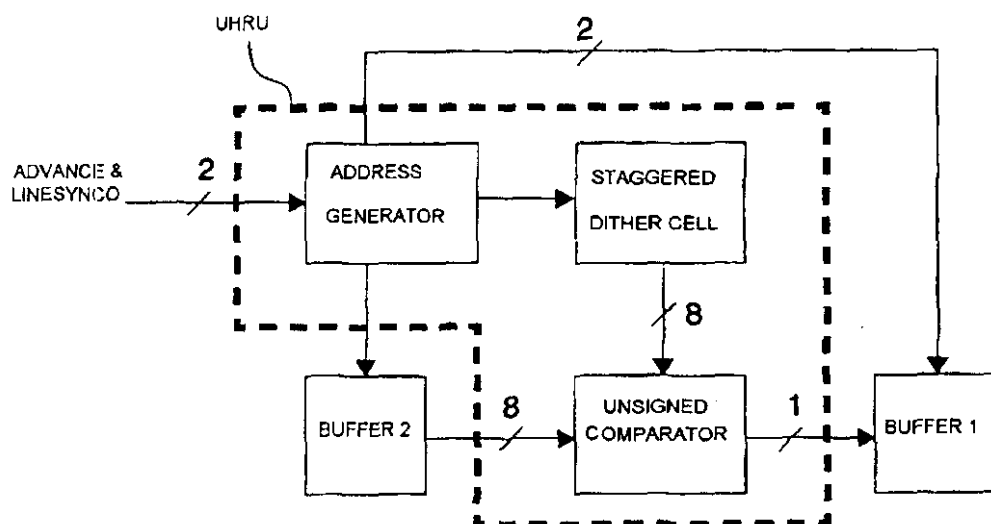 UHRU
2
ADVANCE &
LINESYNCO
2
ADDRESS
GENERATOR
STAGGERED
DITHER CELL
8
BUFFER 2
8
UNSIGNED
COMPARATOR
1
BUFFER 1